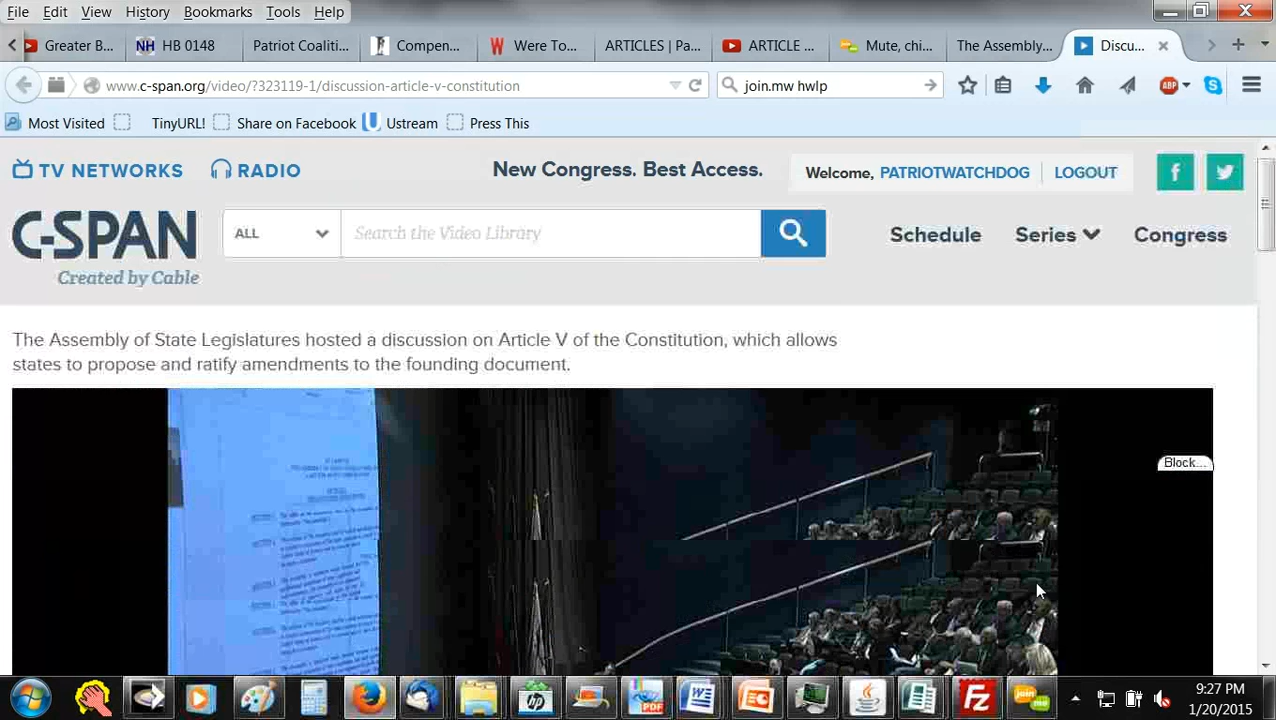 File Edit View History Bookmarks Tools Help
Greater B... HB 0148 Patriot Coaliti... Compen... Were To... ARTICLES | Pa... ARTICLE ... Mute, chi... The Assembly... Discu...
www.c-span.org/video/?323119-1/discussion-article-v-constitution join.mw hwlp
Most Visited TinyURL! Share on Facebook Ustream Press This
TV NETWORKS RADIO New Congress. Best Access. Welcome, PATRIOTWATCHDOG LOGOUT
C-SPAN ALL Search the Video Library Schedule Series Congress
Created by Cable
The Assembly of State Legislatures hosted a discussion on Article V of the Constitution, which allows
states to propose and ratify amendments to the founding document.
Block...
9:27 PM
1/20/2015